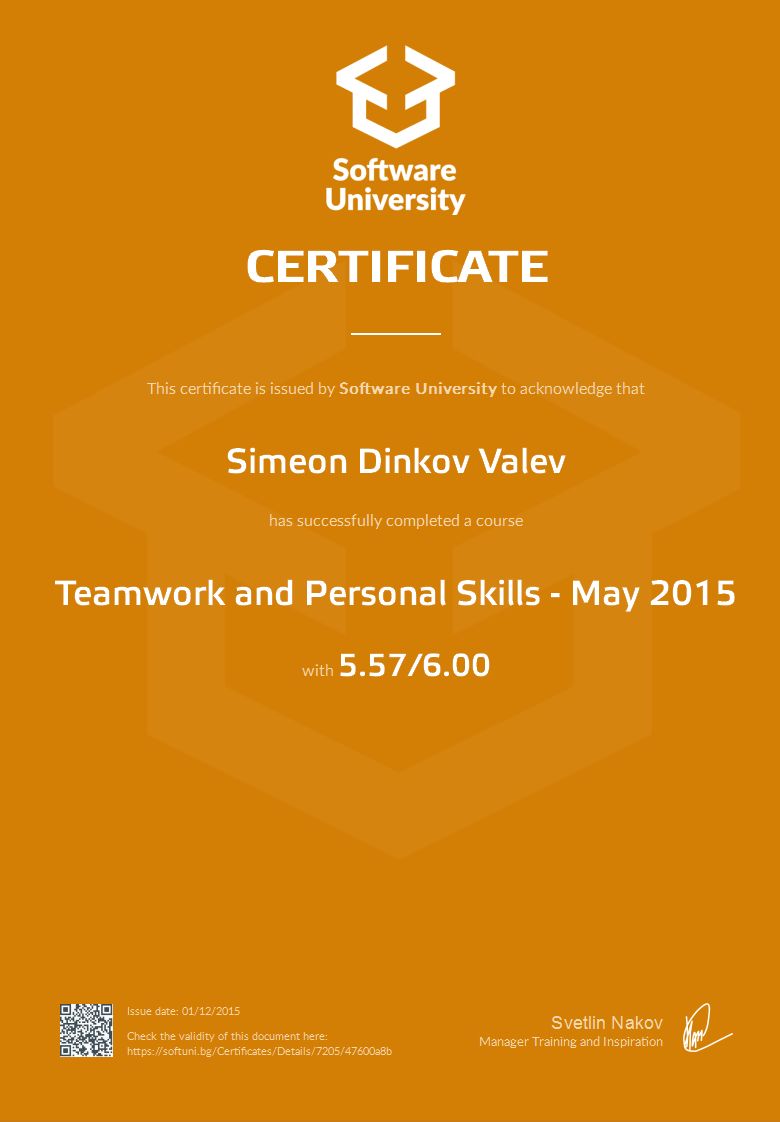 Software
University
CERTIFICATE
This certificate is issued by Software University to acknowledge that
Simeon Dinkov Valev
has successfully completed a course
Teamwork and Personal Skills - May 2015
with 5.57/6.00
Issue date: 01/12/2015
Check the validity of this document here:
https://softuni.bg/Certificates/Details/7205/47600a8b
Svetlin Nakov
Manager Training and Inspiration